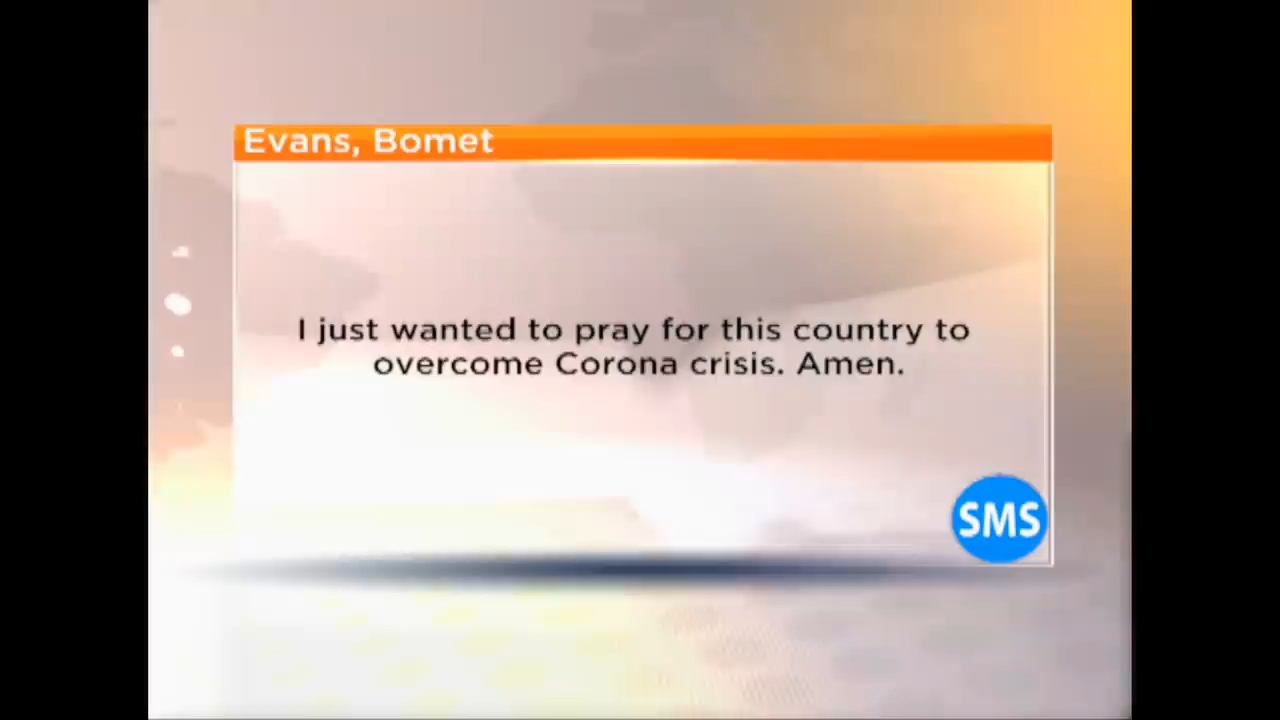 Evans, Bomet
I just wanted to pray for this country to
overcome Corona crisis. Amen.
SMS